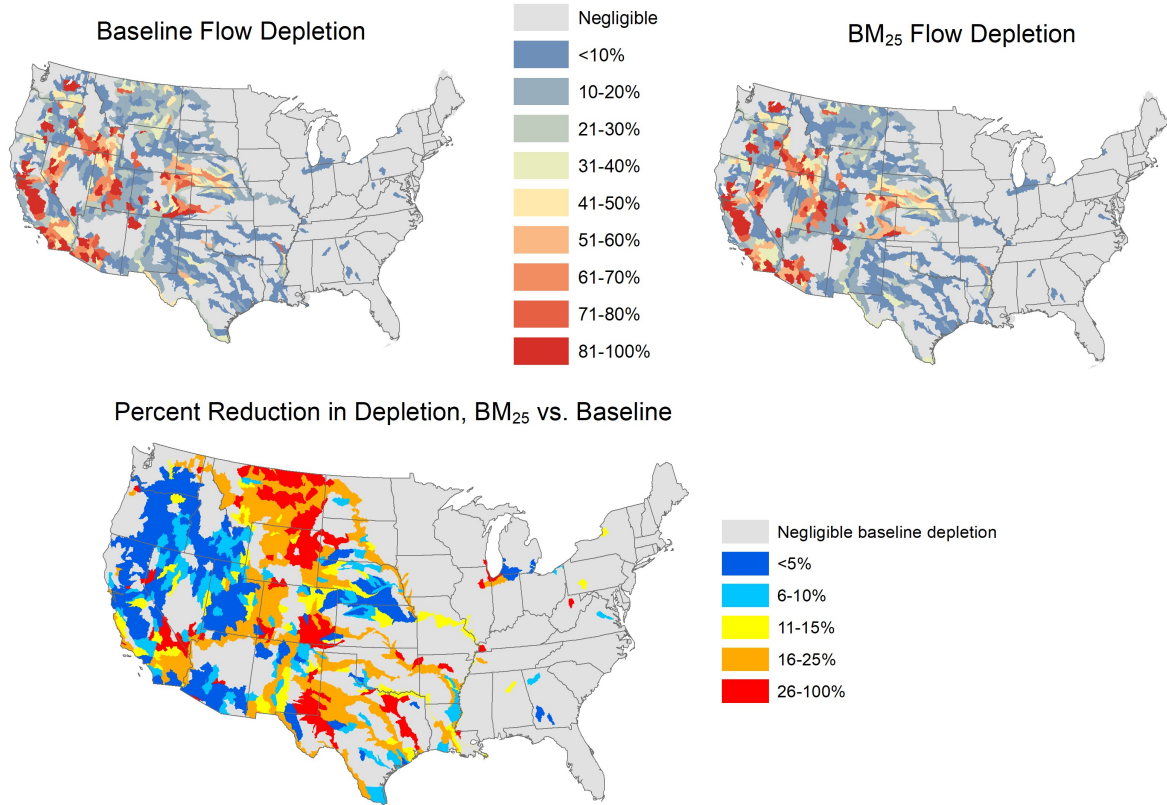 Baseline Flow Depletion
Negligible
<10%
10-20%
21-30%
31-40%
41-50%
51-60%
61-70%
71-80%
81-100%
BM₂₅ Flow Depletion
Percent Reduction in Depletion, BM₂₅ vs. Baseline
Negligible baseline depletion
<5%
6-10%
11-15%
16-25%
26-100%